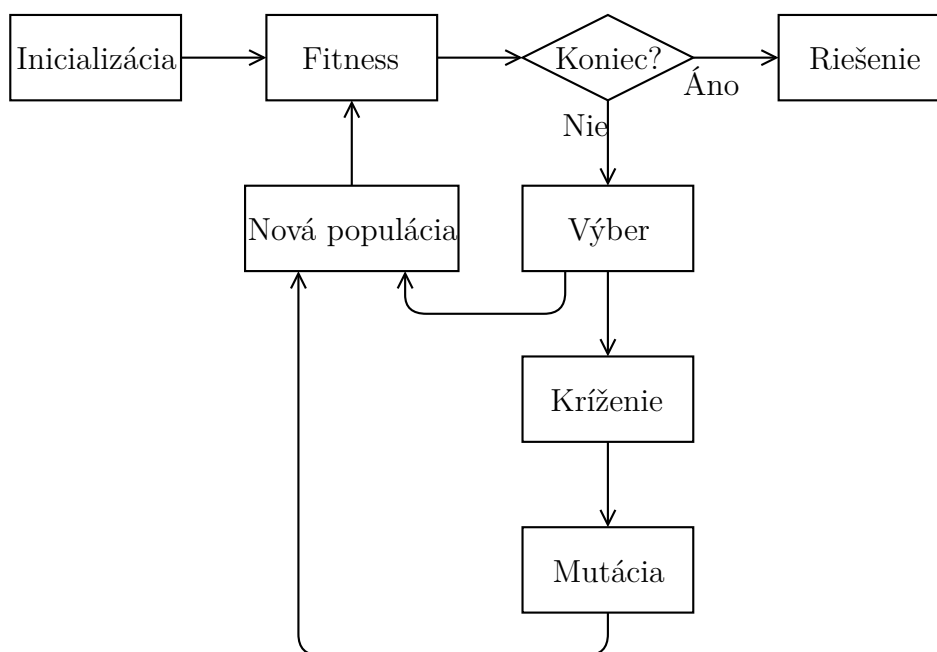 Inicializácia
Fitness
Koniec?
Riešenie
Áno
Nie
Nová populácia
Výber
Kríženie
Mutácia